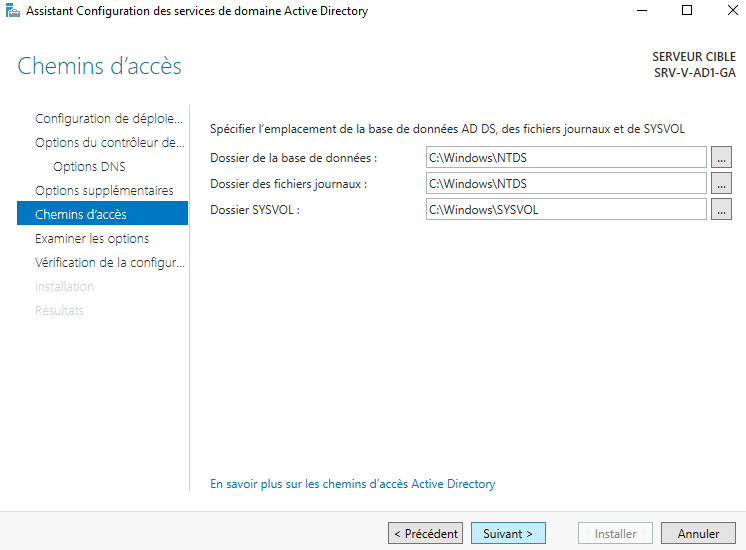 Assistant Configuration des services de domaine Active Directory
Chemins d’accès
SERVEUR CIBLE
SRV-V-AD1-GA
Configuration de déploie...
Options du contrôleur de...
Options DNS
Options supplémentaires
Chemins d’accès
Examiner les options
Vérification de la configur...
Installation
Résultats
Spécifier l’emplacement de la base de données AD DS, des fichiers journaux et de SYSVOL
Dossier de la base de données : C:\Windows\NTDS ...
Dossier des fichiers journaux : C:\Windows\NTDS ...
Dossier SYSVOL : C:\Windows\SYSVOL ...
En savoir plus sur les chemins d’accès Active Directory
< Précédent Suivant > Installer Annuler